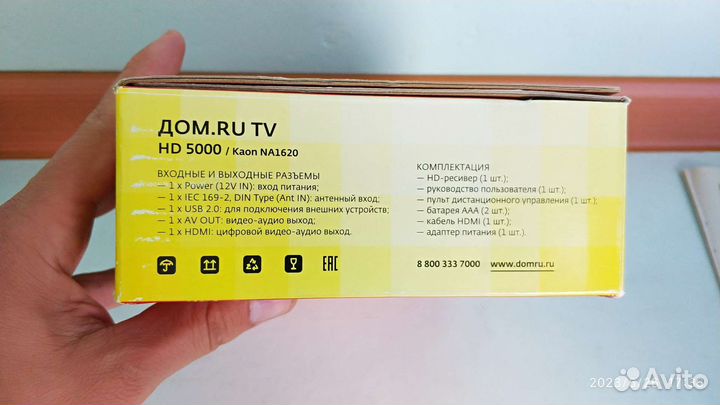 ДОМ.RU TV
HD 5000 / Kaon NA1620
ВХОДНЫЕ И ВЫХОДНЫЕ РАЗЪЕМЫ
— 1 x Power (12V IN): вход питания;
— 1 x IEC 169-2, DIN Type (Ant IN): антенный вход;
— 1 x USB 2.0: для подключения внешних устройств;
— 1 x AV OUT: видео-аудио выход;
— 1 x HDMI: цифровой видео-аудио выход.
КОМПЛЕКТАЦИЯ
— HD-ресивер (1 шт.);
— руководство пользователя (1 шт.);
— пульт дистанционного управления (1 шт.);
— батарея ААА (2 шт.);
— кабель HDMI (1 шт.);
— адаптер питания (1 шт.).
EAC
8 800 333 7000 www.domru.ru
Avito